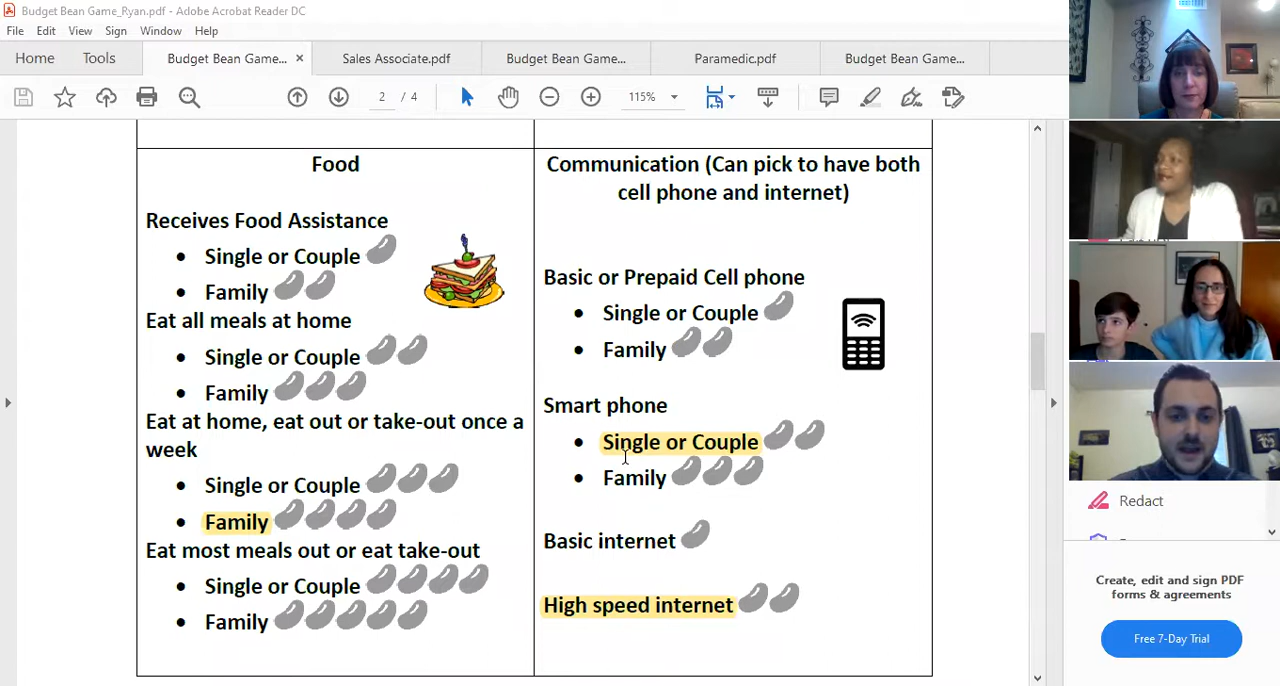 Budget Bean Game_Ryan.pdf - Adobe Acrobat Reader DC
File Edit View Sign Window Help
Home Tools Budget Bean Game... × Sales Associate.pdf Budget Bean Game... Paramedic.pdf Budget Bean Game...
2 / 4 115%
Food
Receives Food Assistance
• Single or Couple
• Family
Eat all meals at home
• Single or Couple
• Family
Eat at home, eat out or take-out once a
week
• Single or Couple
• Family
Eat most meals out or eat take-out
• Single or Couple
• Family
Communication (Can pick to have both
cell phone and internet)
Basic or Prepaid Cell phone
• Single or Couple
• Family
Smart phone
• Single or Couple
• Family
Basic internet
High speed internet
Redact
Create, edit and sign PDF
forms & agreements
Free 7-Day Trial